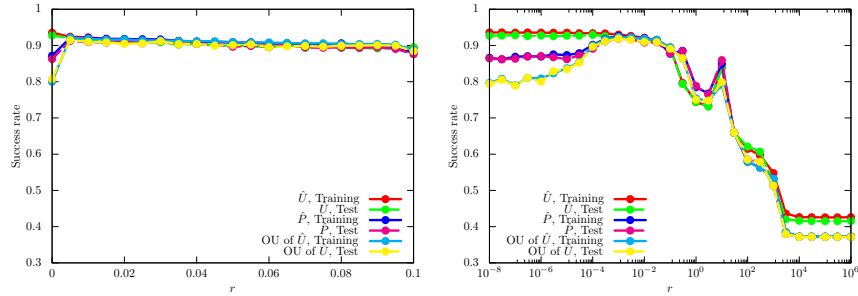 1
0.9
0.8
0.7
0.6
0.5
0.4
0.3
Success rate
0 0.02 0.04 0.06 0.08 0.1
r
Û, Training
Û, Test
P̂, Training
P̂, Test
OU of Û, Training
OU of Û, Test
1
0.9
0.8
0.7
0.6
0.5
0.4
0.3
Success rate
10⁻⁸ 10⁻⁶ 10⁻⁴ 10⁻² 10⁰ 10² 10⁴ 10⁶
r
Û, Training
Û, Test
P̂, Training
P̂, Test
OU of Û, Training
OU of Û, Test